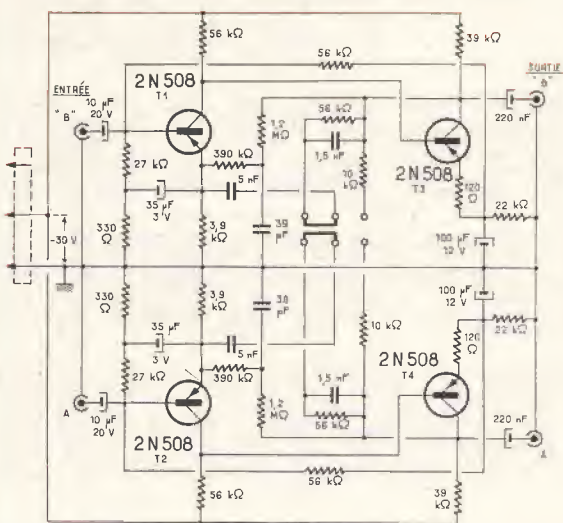 56 kΩ
39 kΩ
56 kΩ
ENTRÉE
"B"
10 µF
20 V
2N508
T1
SORTIE
"B"
220 nF
1,2
MΩ
56 kΩ
1,5 nF
10
kΩ
2N508
T3
27 kΩ
390 kΩ
35 µF
3 V
5 nF
120
Ω
22 kΩ
-30 V
330
Ω
3,9
kΩ
39
pF
100 µF
12 V
330
Ω
3,9
kΩ
39
pF
100 µF
12 V
35 µF
3 V
5 nF
10 kΩ
22 kΩ
120
Ω
27 kΩ
390 kΩ
2N508
T4
A
10 µF
20 V
2N508
T2
1,2
MΩ
1,5 nF
56 kΩ
220 nF
A
56 kΩ
56 kΩ
39
kΩ